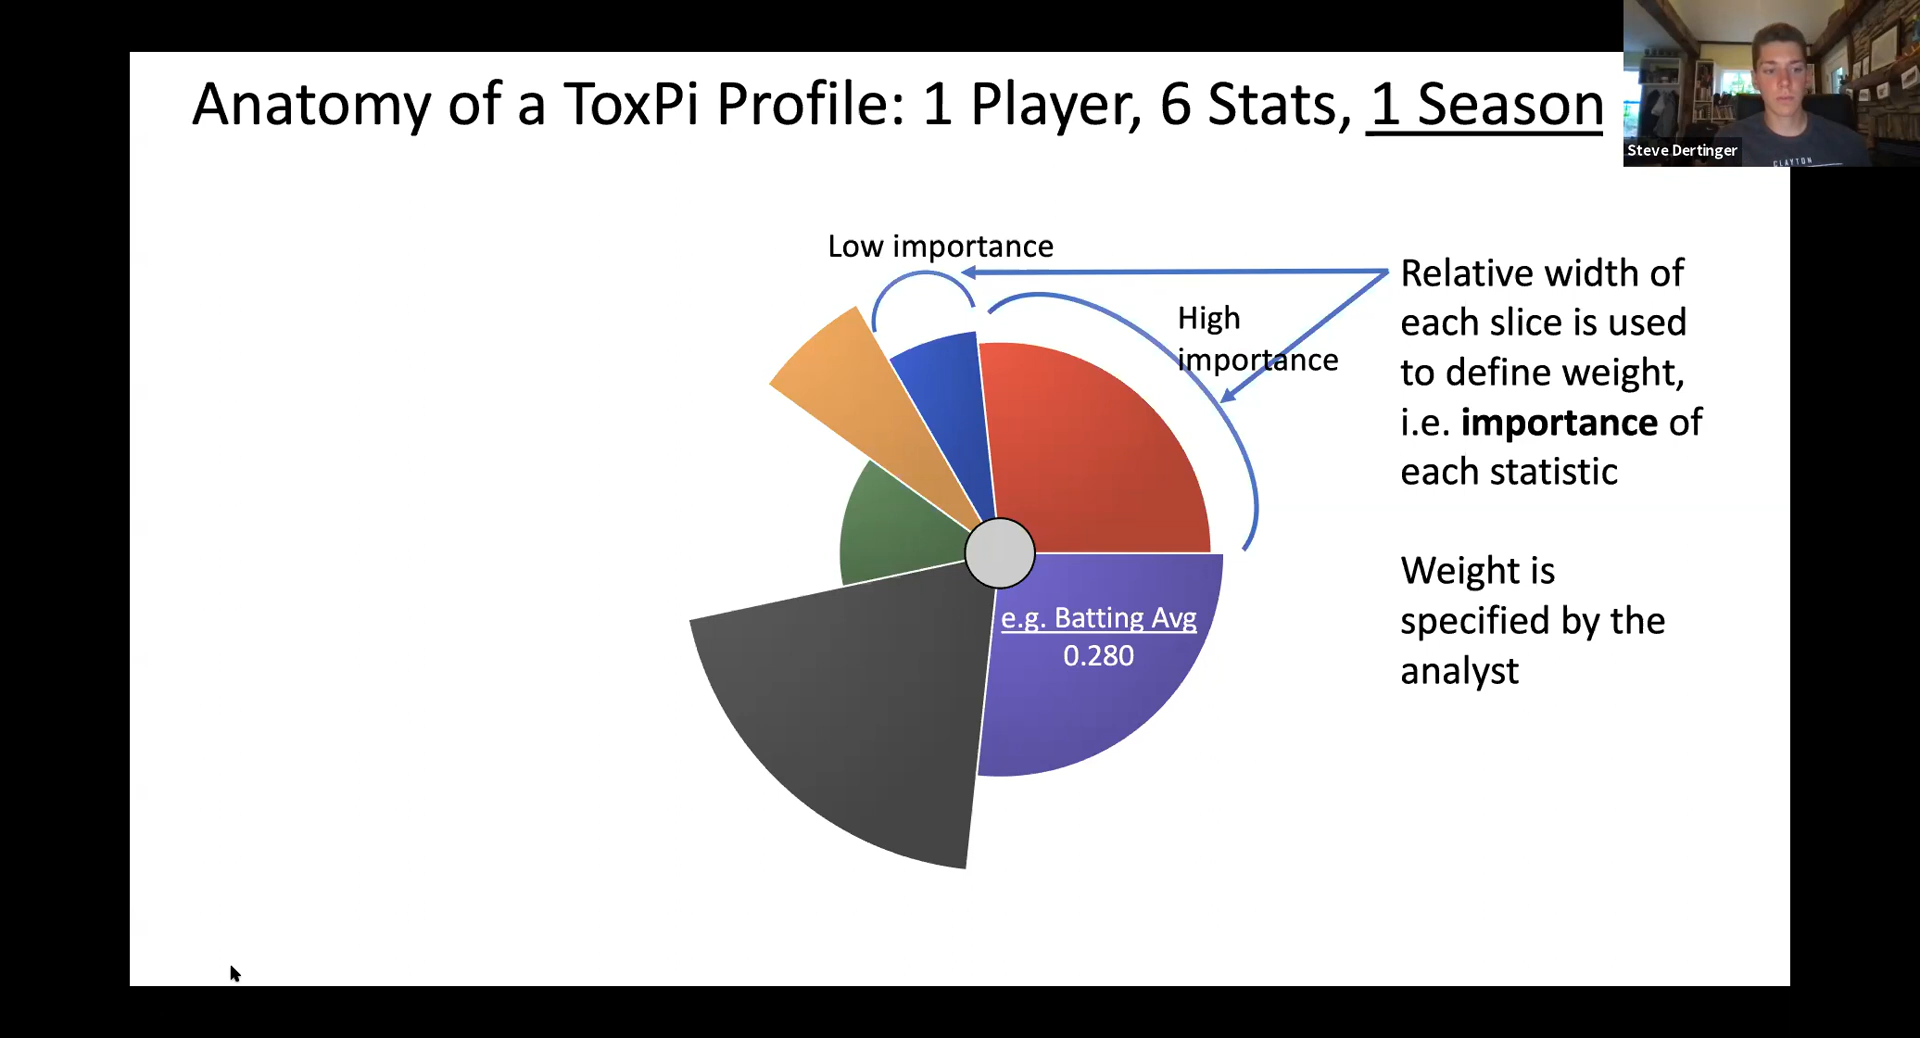 Anatomy of a ToxPi Profile: 1 Player, 6 Stats, 1 Season
Steve Dertinger
CLAYTON
Low importance
High
importance
Relative width of
each slice is used
to define weight,
i.e. importance of
each statistic
Weight is
specified by the
analyst
e.g. Batting Avg
0.280